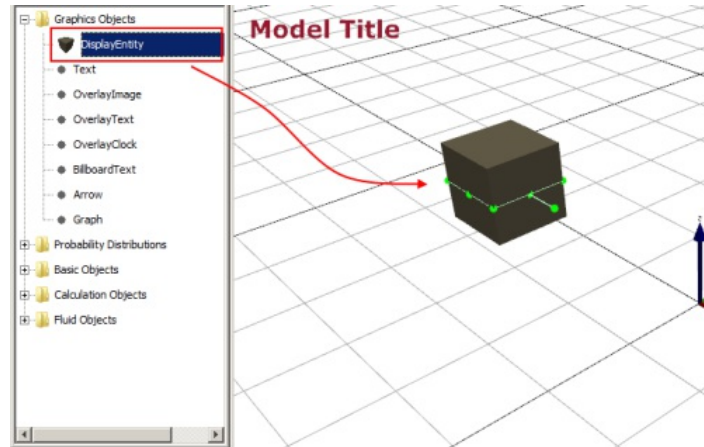 Graphics Objects
DisplayEntity
Text
OverlayImage
OverlayText
OverlayClock
BillboardText
Arrow
Graph
Probability Distributions
Basic Objects
Calculation Objects
Fluid Objects
Model Title
z